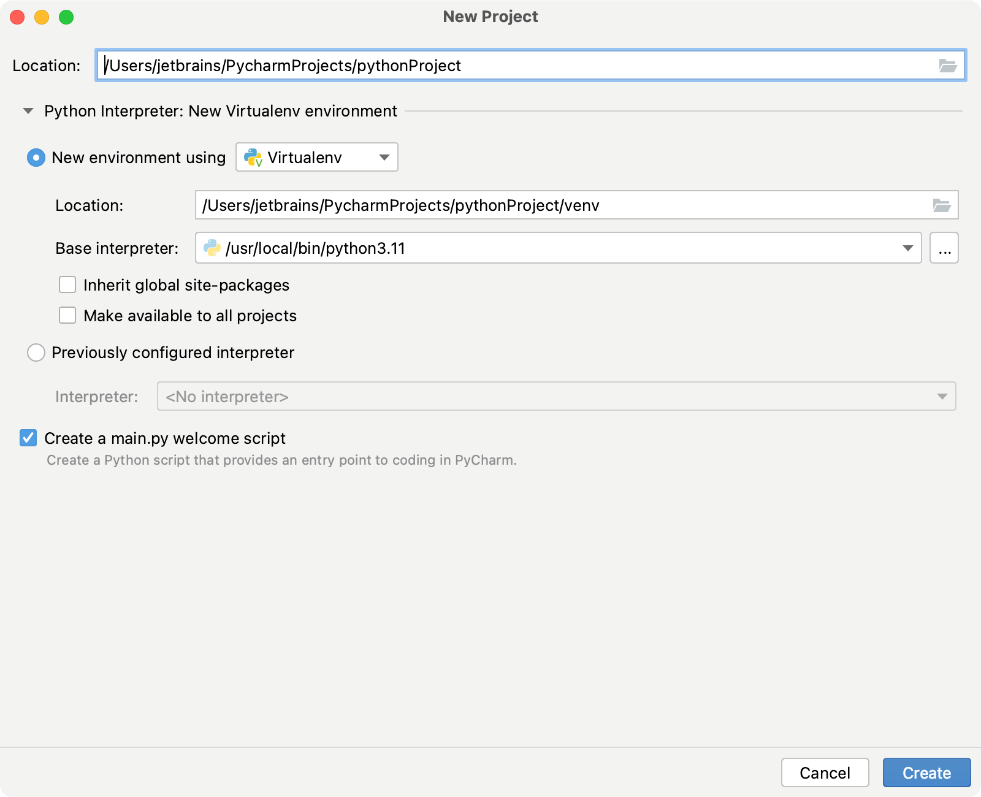 New Project
Location: /Users/jetbrains/PycharmProjects/pythonProject
Python Interpreter: New Virtualenv environment
New environment using Virtualenv
Location: /Users/jetbrains/PycharmProjects/pythonProject/venv
Base interpreter: /usr/local/bin/python3.11 ...
Inherit global site-packages
Make available to all projects
Previously configured interpreter
Interpreter: <No interpreter>
Create a main.py welcome script
Create a Python script that provides an entry point to coding in PyCharm.
Cancel Create